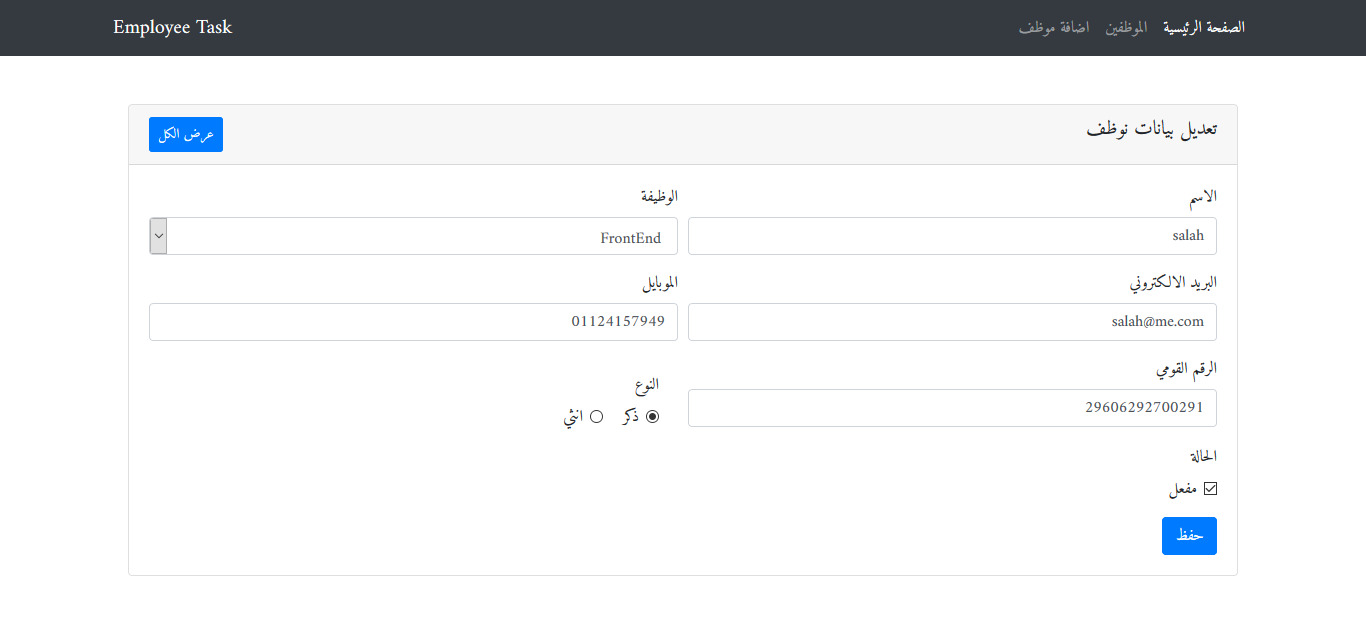 الصفحة الرئيسية الموظفين اضافة موظف Employee Task
تعديل بيانات نوظف عرض الكل
الاسم الوظيفة
salah FrontEnd
البريد الالكتروني الموبايل
salah@me.com 01124157949
الرقم القومي
29606292700291
النوع
ذكر انثي
الحالة
مفعل
حفظ